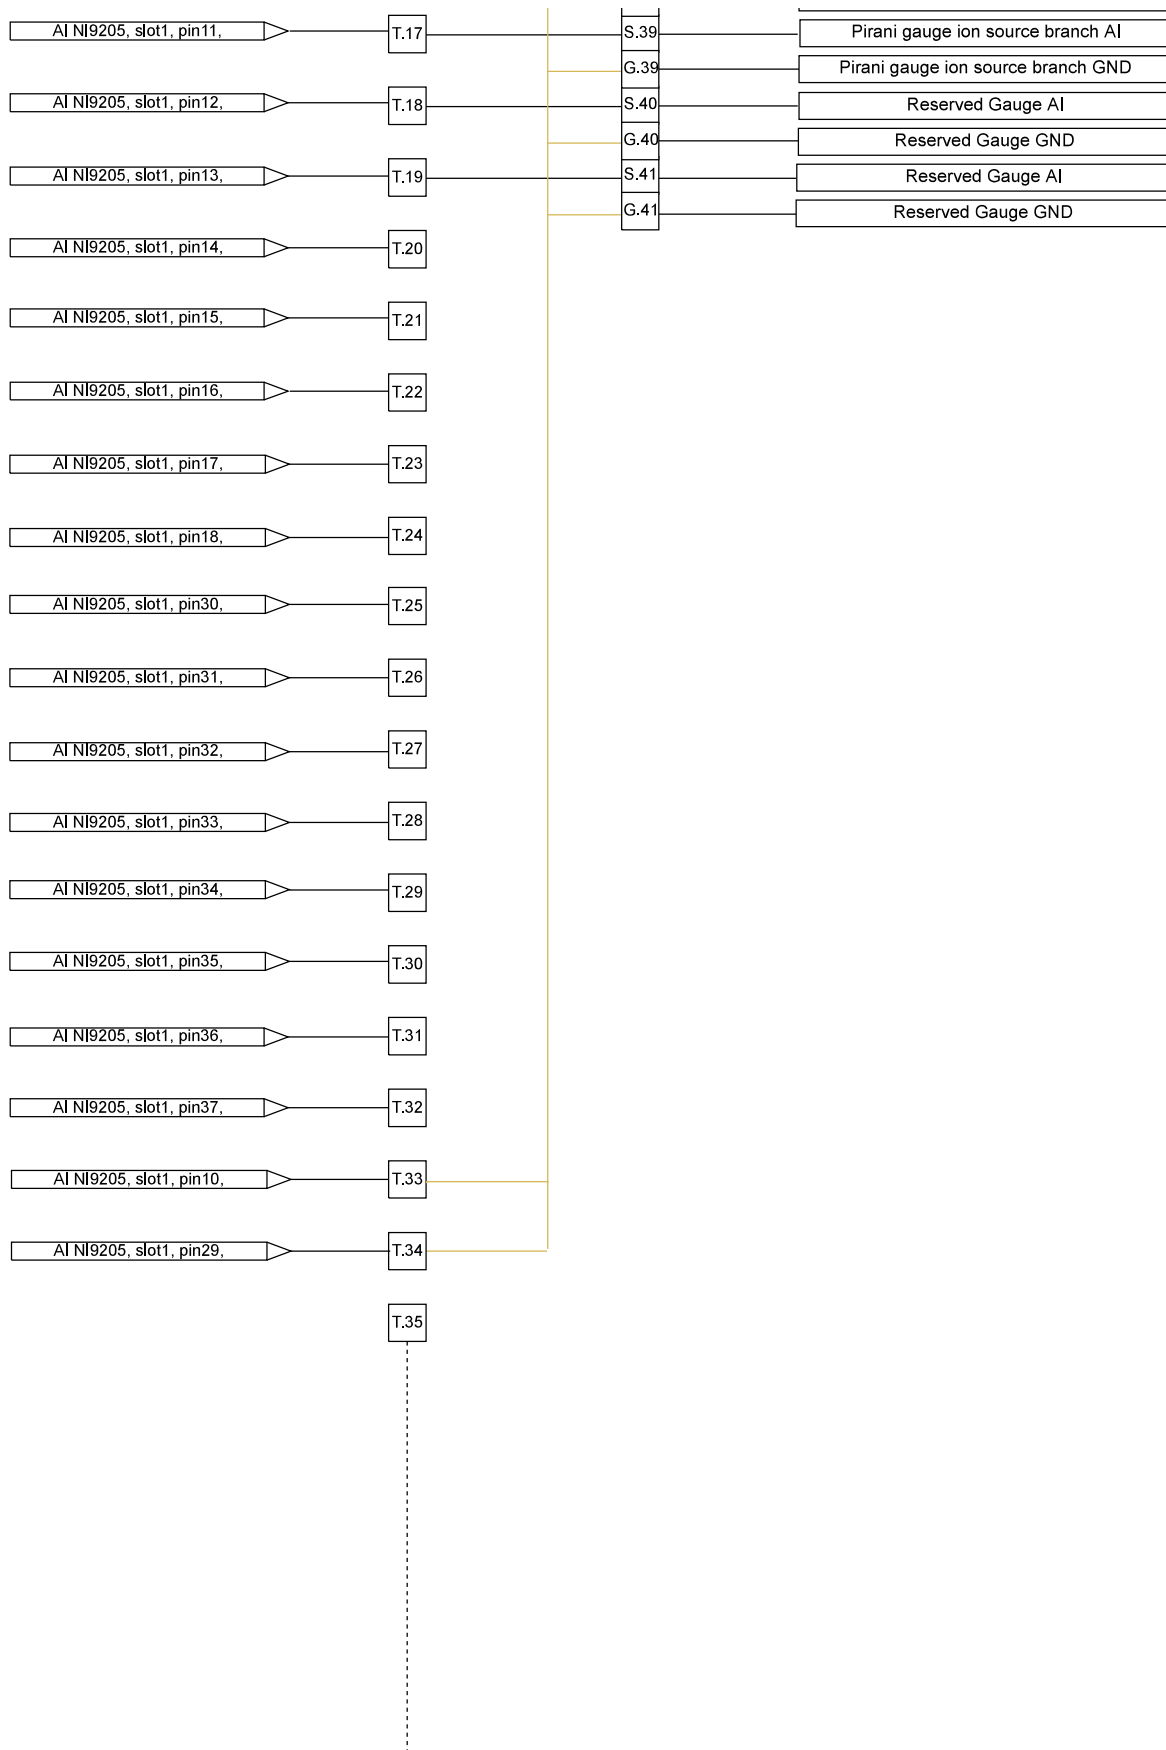 AI NI9205, slot1, pin11, T.17 S.39 Pirani gauge ion source branch AI
G.39 Pirani gauge ion source branch GND
AI NI9205, slot1, pin12, T.18 S.40 Reserved Gauge AI
G.40 Reserved Gauge GND
AI NI9205, slot1, pin13, T.19 S.41 Reserved Gauge AI
G.41 Reserved Gauge GND
AI NI9205, slot1, pin14, T.20
AI NI9205, slot1, pin15, T.21
AI NI9205, slot1, pin16, T.22
AI NI9205, slot1, pin17, T.23
AI NI9205, slot1, pin18, T.24
AI NI9205, slot1, pin30, T.25
AI NI9205, slot1, pin31, T.26
AI NI9205, slot1, pin32, T.27
AI NI9205, slot1, pin33, T.28
AI NI9205, slot1, pin34, T.29
AI NI9205, slot1, pin35, T.30
AI NI9205, slot1, pin36, T.31
AI NI9205, slot1, pin37, T.32
AI NI9205, slot1, pin10, T.33
AI NI9205, slot1, pin29, T.34
T.35